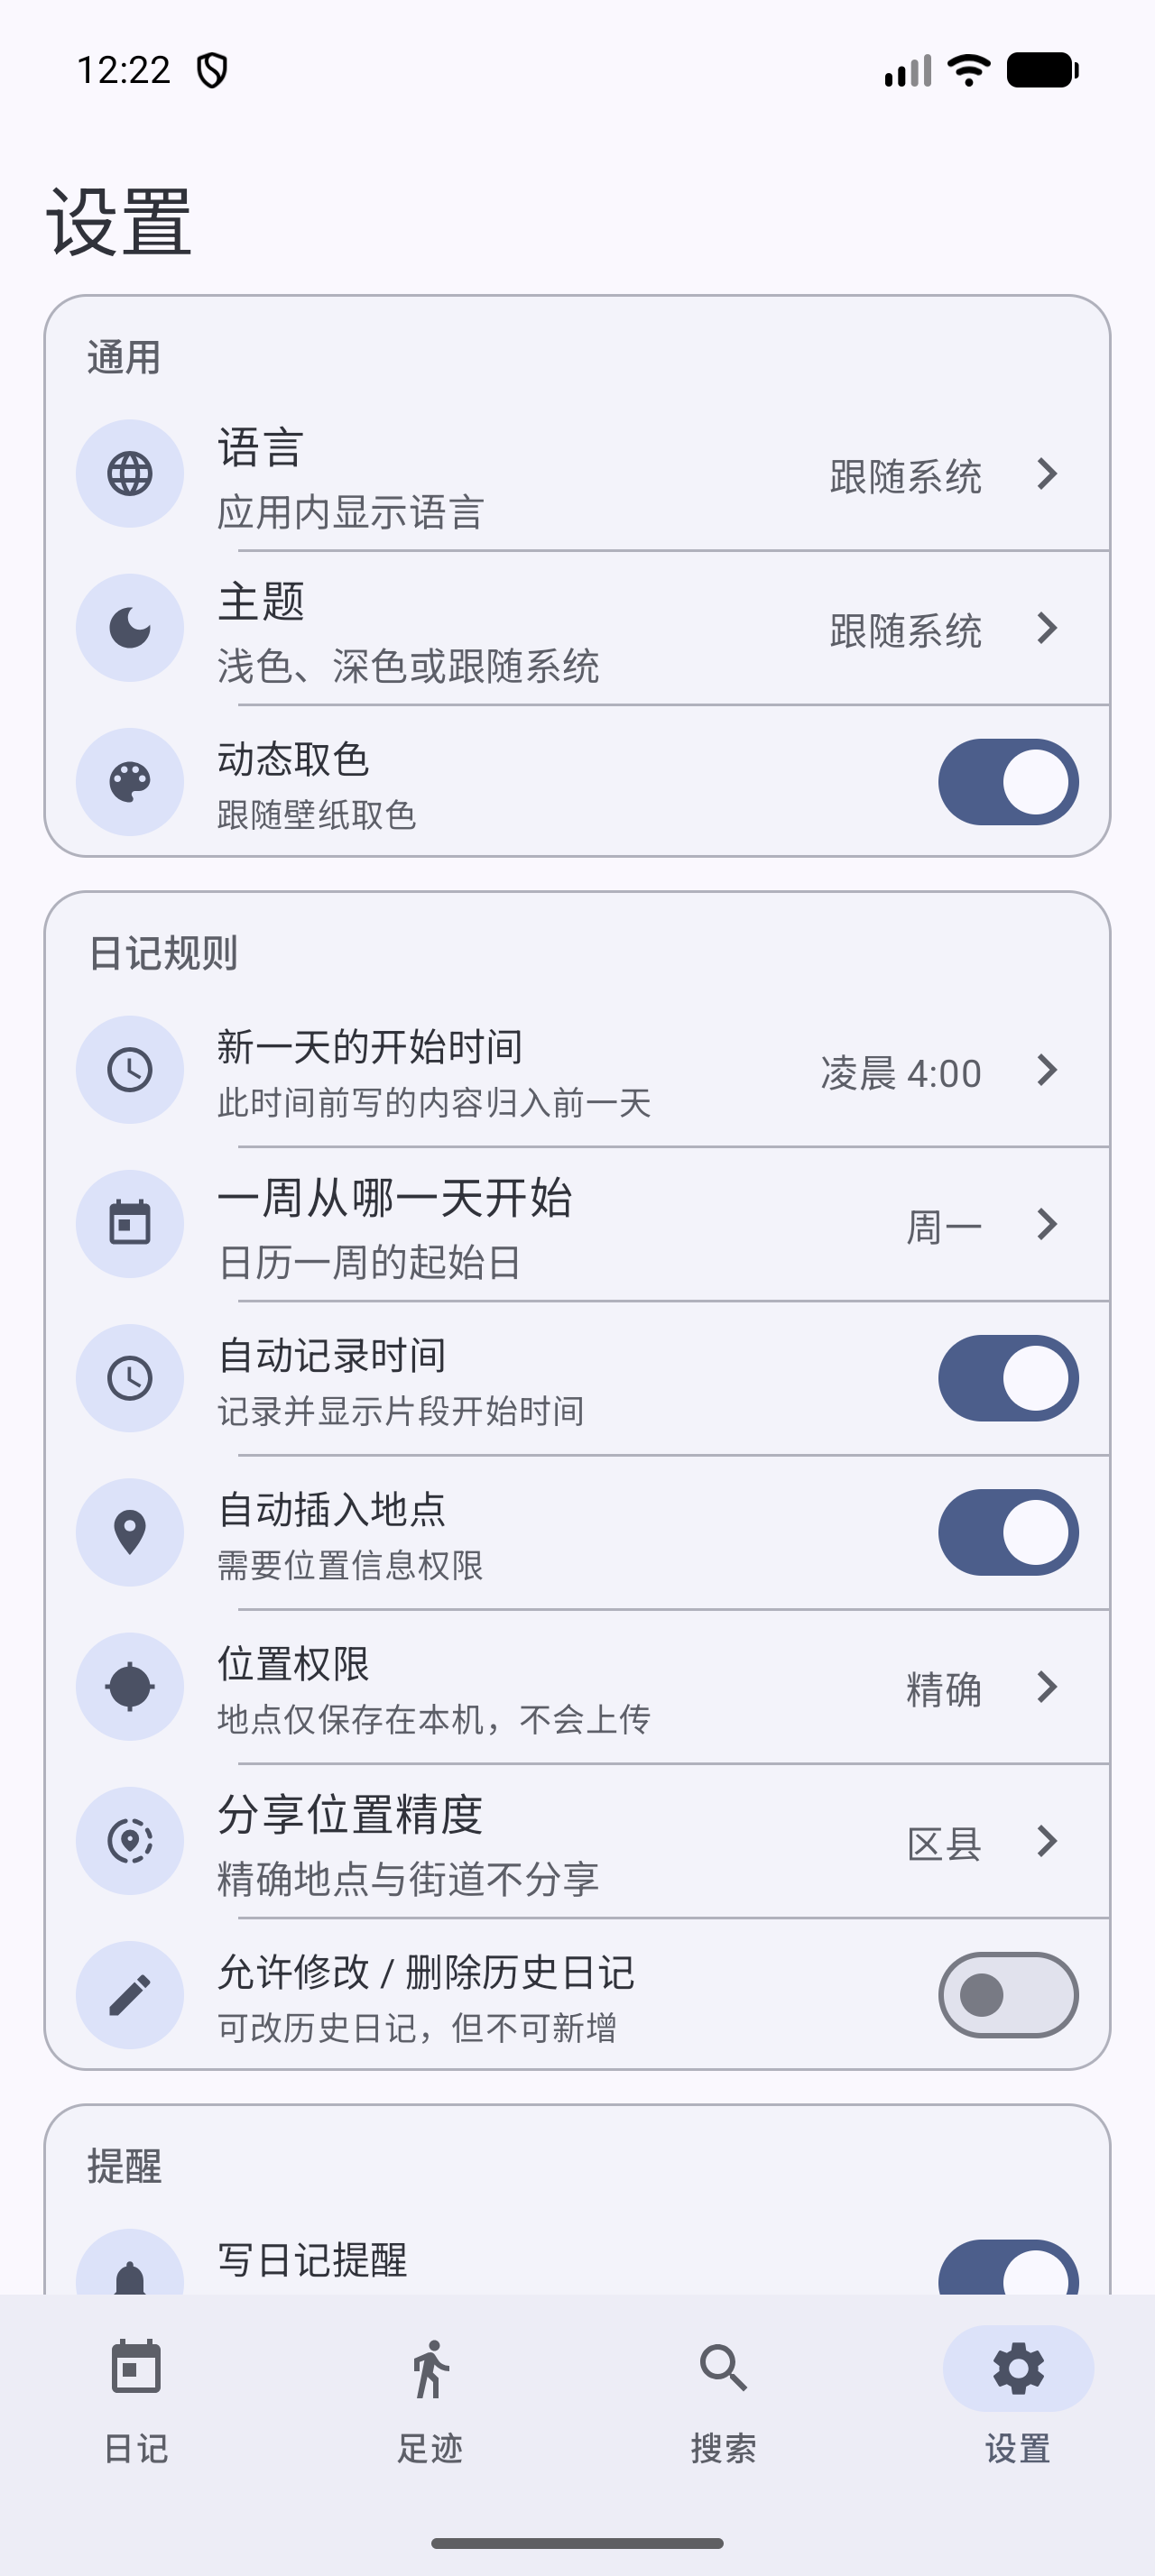 12:22
设置
通用
语言
应用内显示语言
跟随系统
主题
浅色、深色或跟随系统
跟随系统
动态取色
跟随壁纸取色
日记规则
新一天的开始时间
此时间前写的内容归入前一天
凌晨 4:00
一周从哪一天开始
日历一周的起始日
周一
自动记录时间
记录并显示片段开始时间
自动插入地点
需要位置信息权限
位置权限
地点仅保存在本机，不会上传
精确
分享位置精度
精确地点与街道不分享
区县
允许修改 / 删除历史日记
可改历史日记，但不可新增
提醒
写日记提醒
日记
足迹
搜索
设置